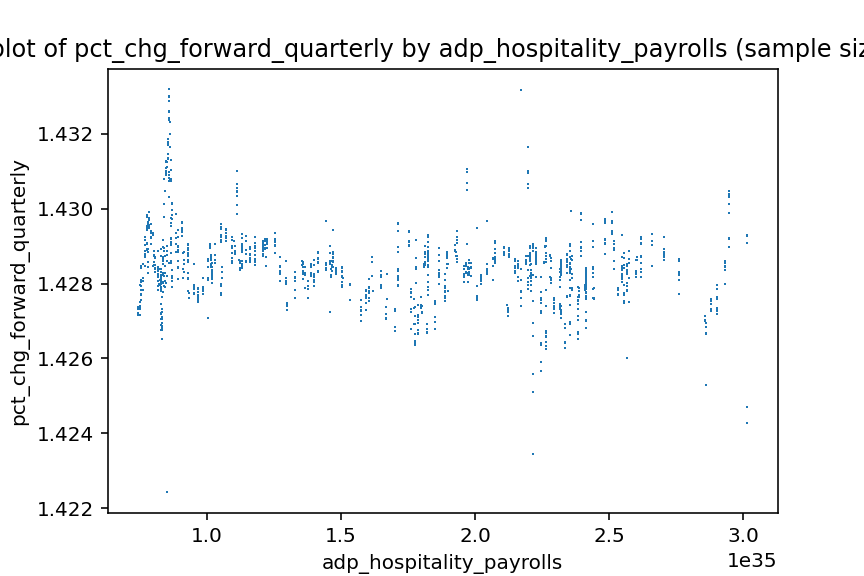 plot of pct_chg_forward_quarterly by adp_hospitality_payrolls (sample siz
pct_chg_forward_quarterly
1.432
1.430
1.428
1.426
1.424
1.422
1.0 1.5 2.0 2.5 3.0
1e35
adp_hospitality_payrolls